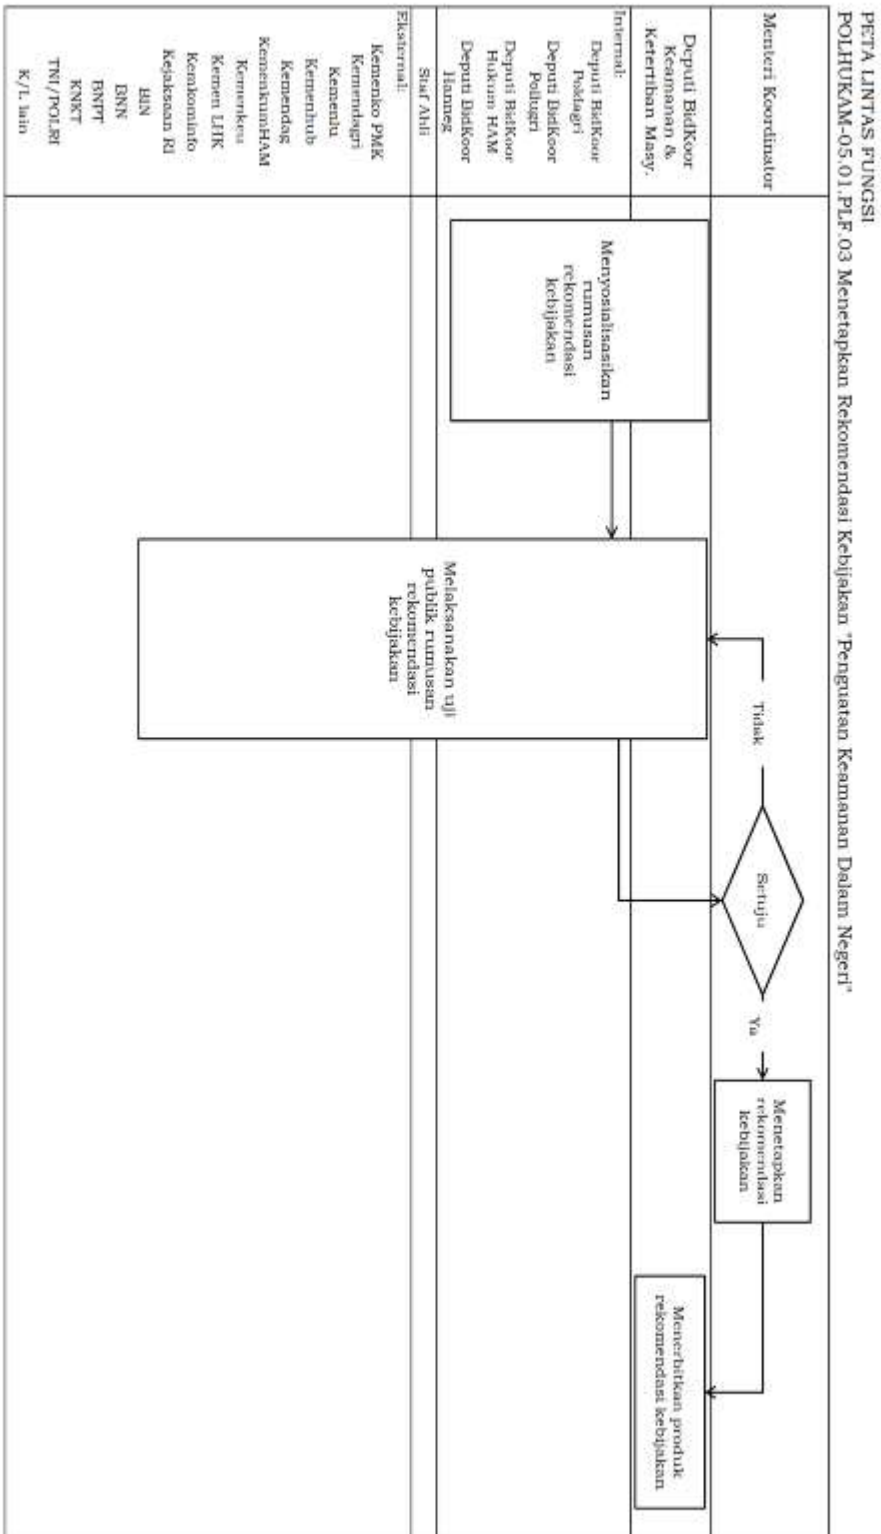 PETA LINTAS FUNGSI
POLHUKAM-05.01.PLF.03 Menetapkan Rekomendasi Kebijakan "Penguatan Keamanan Dalam Negeri"
Menteri Koordinator
Deputi BidKoor
Keamanan &
Ketertiban Masy.
Internal:
Deputi BidKoor
Poldagri
Deputi BidKoor
Pollugri
Deputi BidKoor
Hukum HAM
Deputi BidKoor
Hanneg
Staf Ahli
Eksternal:
Kemenko PMK
Kemendagri
Kemenlu
Kemenhub
Kemendag
KemenkumHAM
Kemenkeu
Kemen LHK
Kemkominfo
Kejaksaan RI
BIN
BNN
BNPT
KNKT
TNI/POLRI
K/L lain
Menyosialisasikan
rumusan
rekomendasi
kebijakan
Melaksanakan uji
publik rumusan
rekomendasi
kebijakan
Tidak
Setuju
Ya
Menetapkan
rekomendasi
kebijakan
Menerbitkan produk
rekomendasi kebijakan